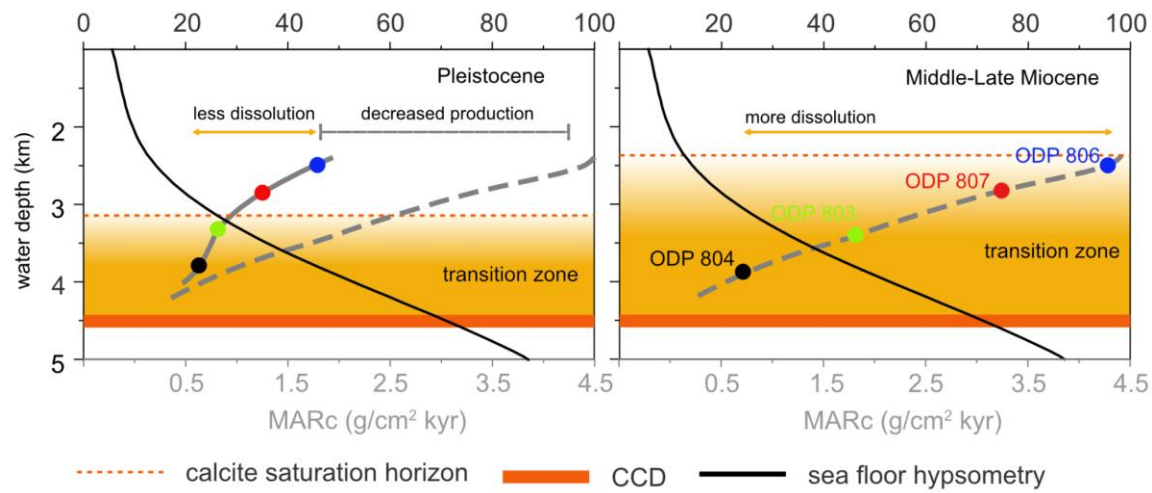 0 20 40 60 80 100 0 20 40 60 80 100
Pleistocene
Middle-Late Miocene
less dissolution
decreased production
more dissolution
2
ODP 806
ODP 807
3
ODP 803
ODP 804
transition zone
transition zone
4
5
water depth (km)
0.5 1.5 2.5 3.5 4.5 0.5 1.5 2.5 3.5 4.5
MARc (g/cm² kyr) MARc (g/cm² kyr)
calcite saturation horizon CCD sea floor hypsometry